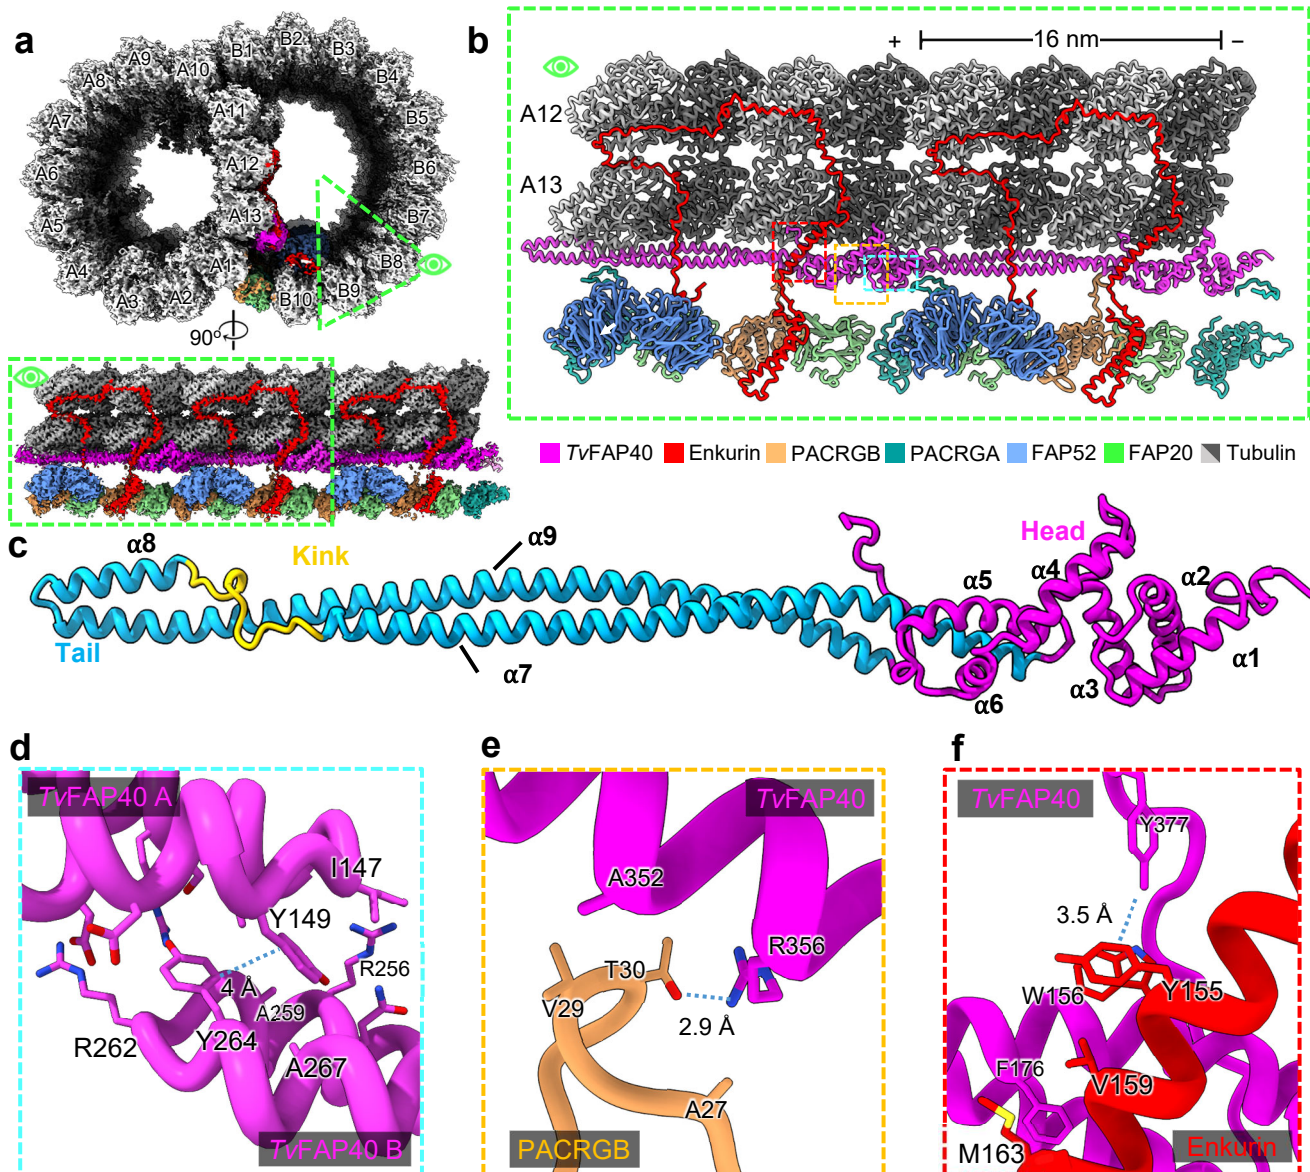 a
B1 B2 B3
A9 A10 B4
A8
A11 B5
A7
A12 B6
A6
A13 B7
A5
A4 A1 B8
A3 A2 B10 B9
90°
b
+ 16 nm −
A12
A13
TvFAP40 Enkurin PACRGB PACRGA FAP52 FAP20 Tubulin
c
α8 Kink α9 Head
α5 α4 α2
Tail α7 α6 α3 α1
d
TvFAP40 A
I147
Y149
R256
4 Å
A259
R262 Y264
A267
TvFAP40 B
e
TvFAP40
A352
R356
T30
V29
2.9 Å
A27
PACRGB
f
TvFAP40
Y377
3.5 Å
W156 Y155
F176
V159
M163
Enkurin